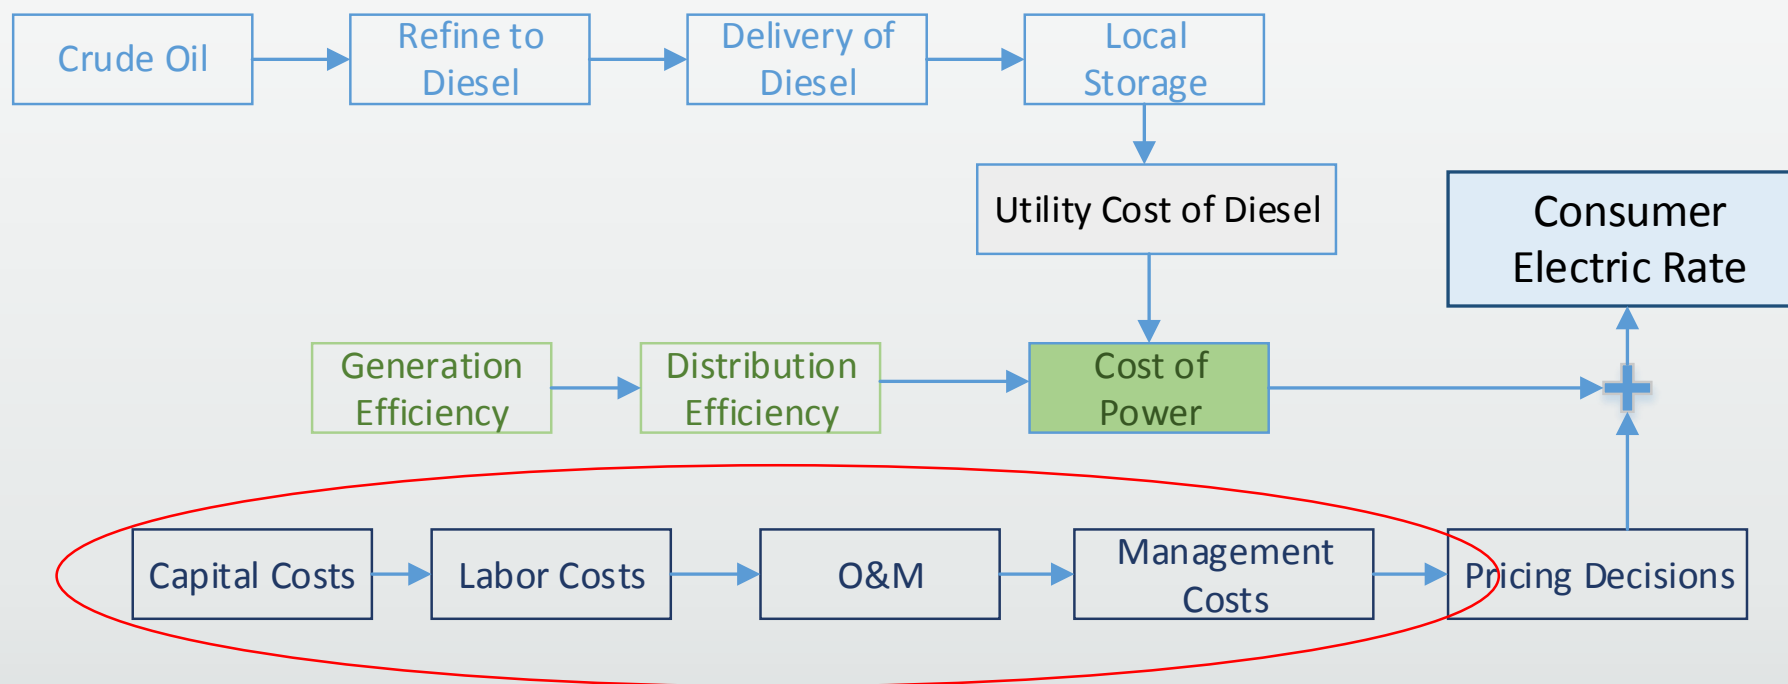 Crude Oil
Refine to
Diesel
Delivery of
Diesel
Local
Storage
Utility Cost of Diesel
Consumer
Electric Rate
Generation
Efficiency
Distribution
Efficiency
Cost of
Power
Capital Costs
Labor Costs
O&M
Management
Costs
Pricing Decisions